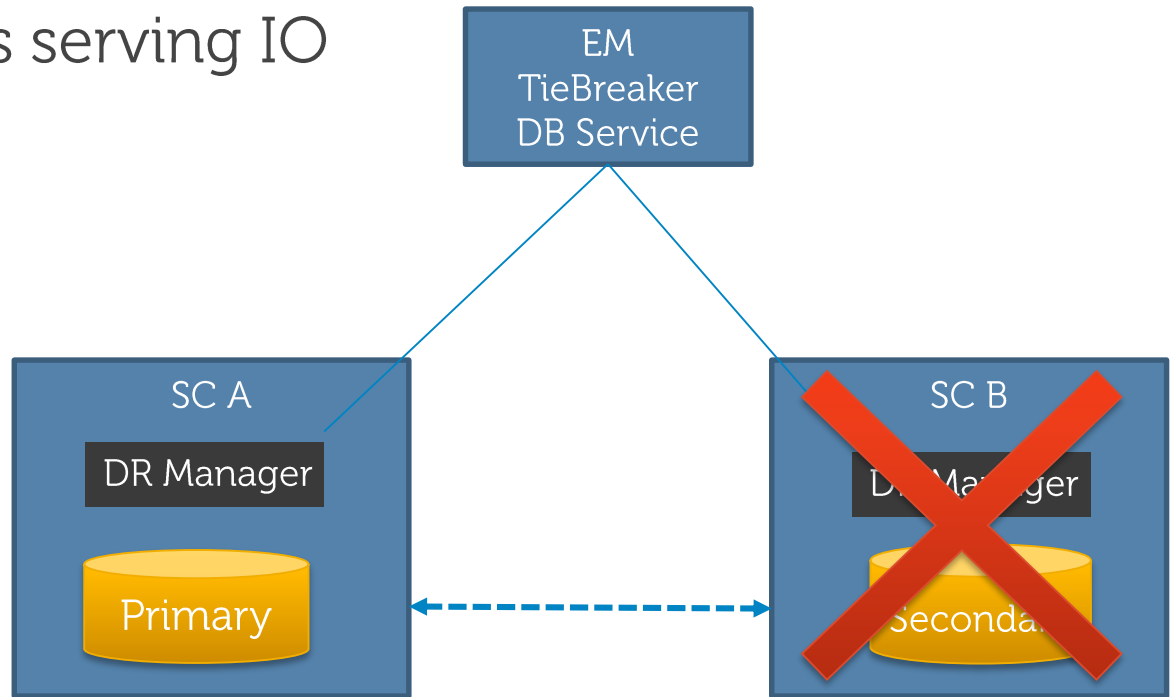 s serving IO
EM
TieBreaker
DB Service
SC A
SC B
DR Manager
Primary